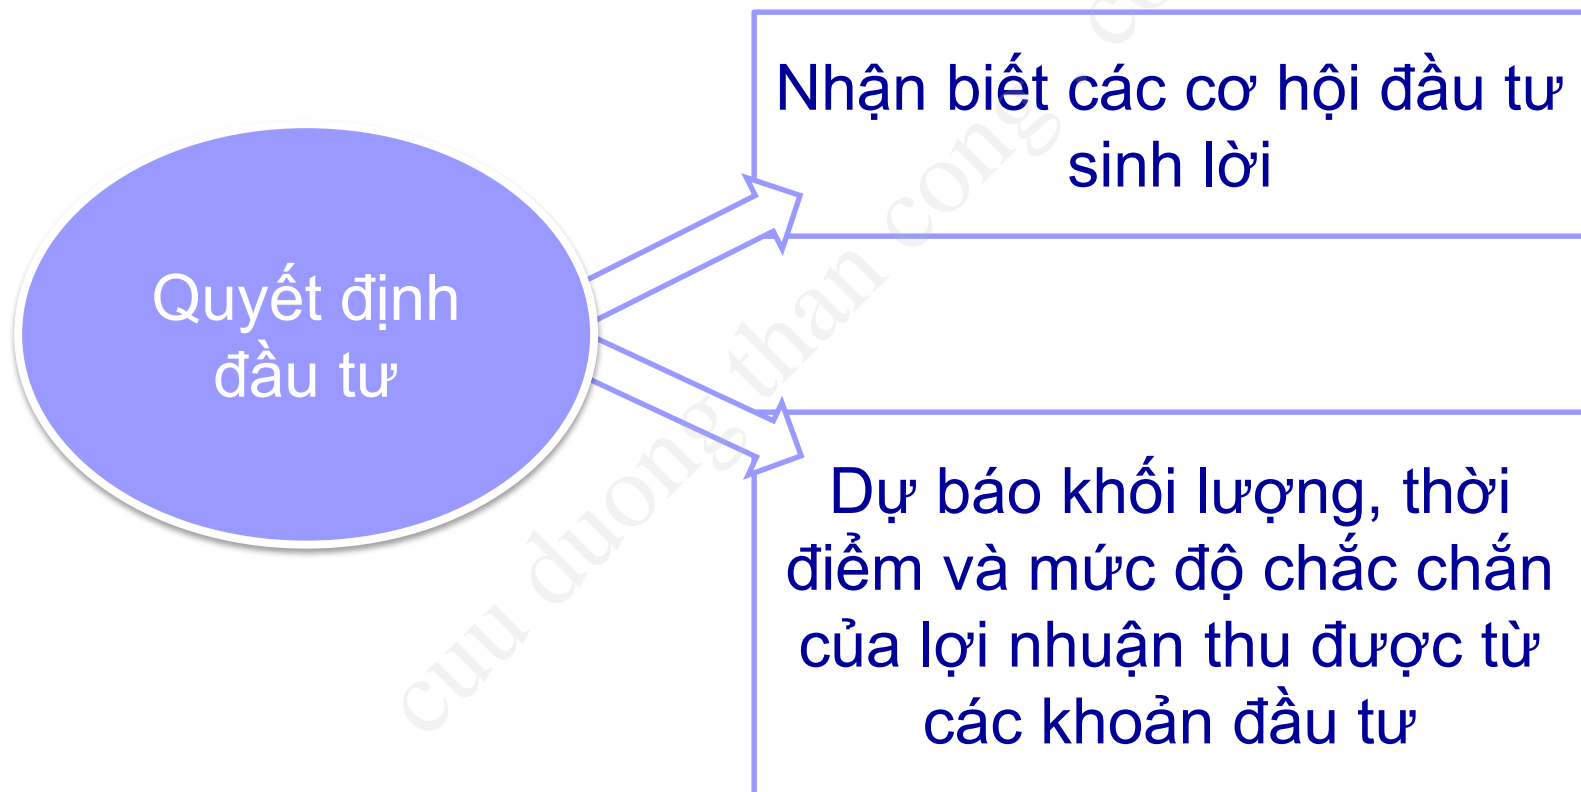 Quyết định
đầu tư
Nhận biết các cơ hội đầu tư
sinh lời
Dự báo khối lượng, thời
điểm và mức độ chắc chắn
của lợi nhuận thu được từ
các khoản đầu tư
cuu duong than cong